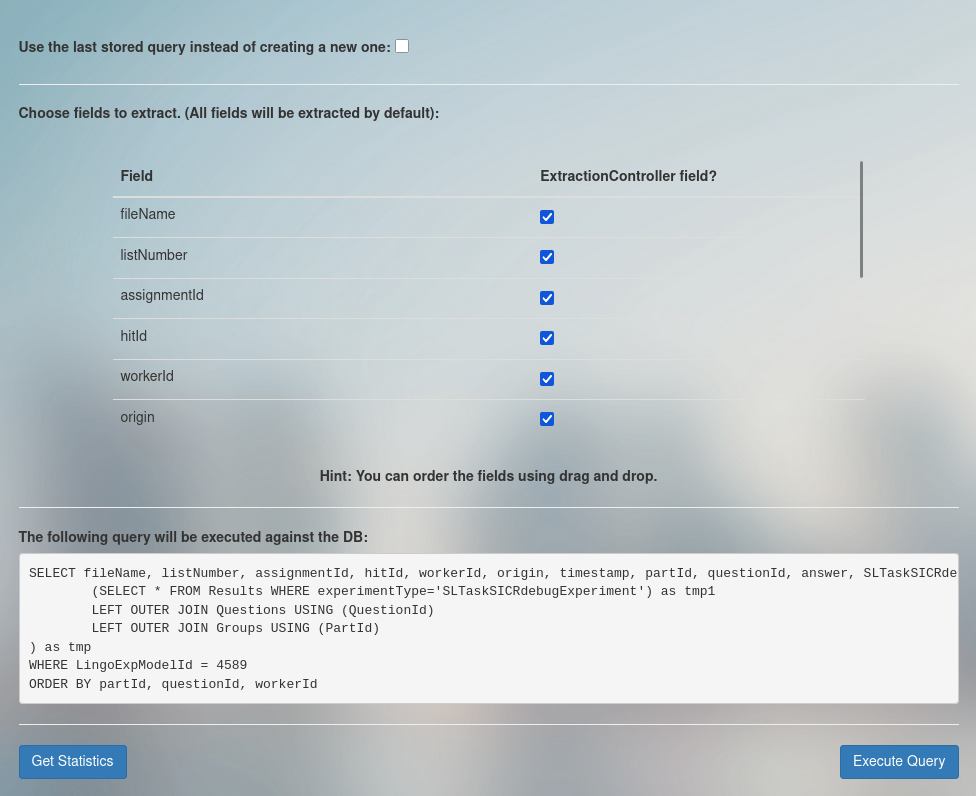 Use the last stored query instead of creating a new one:
Choose fields to extract. (All fields will be extracted by default):
Field ExtractionController field?
fileName
listNumber
assignmentId
hitId
workerId
origin
Hint: You can order the fields using drag and drop.
The following query will be executed against the DB:
SELECT fileName, listNumber, assignmentId, hitId, workerId, origin, timestamp, partId, questionId, answer, SLTaskSICRde
(SELECT * FROM Results WHERE experimentType='SLTaskSICRdebugExperiment') as tmp1
LEFT OUTER JOIN Questions USING (QuestionId)
LEFT OUTER JOIN Groups USING (PartId)
) as tmp
WHERE LingoExpModelId = 4589
ORDER BY partId, questionId, workerId
Get Statistics Execute Query